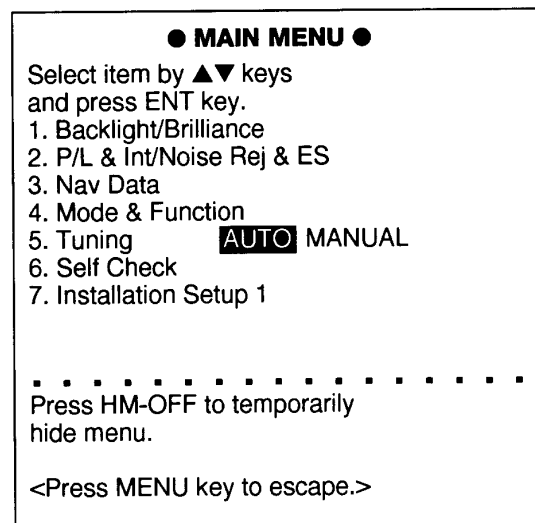 ● MAIN MENU ●
Select item by ▲▼ keys
and press ENT key.
1. Backlight/Brilliance
2. P/L & Int/Noise Rej & ES
3. Nav Data
4. Mode & Function
5. Tuning AUTO MANUAL
6. Self Check
7. Installation Setup 1
Press HM-OFF to temporarily
hide menu.
<Press MENU key to escape.>